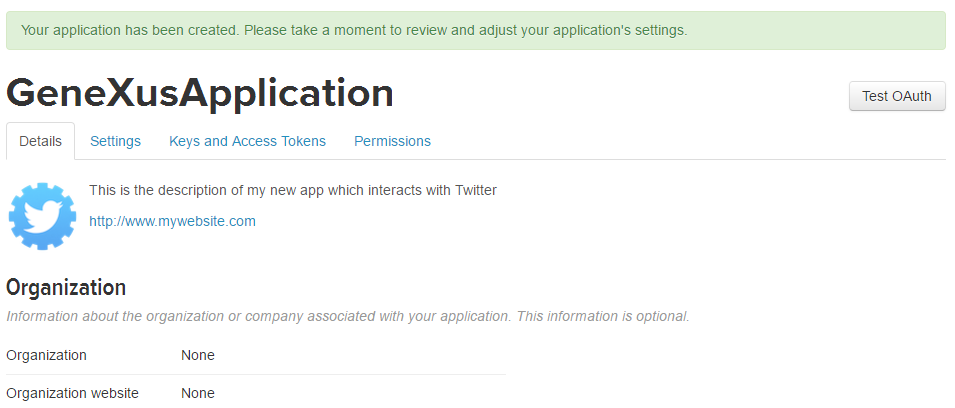 Your application has been created. Please take a moment to review and adjust your application's settings.
GeneXusApplication
Test OAuth
Details Settings Keys and Access Tokens Permissions
This is the description of my new app which interacts with Twitter
http://www.mywebsite.com
Organization
Information about the organization or company associated with your application. This information is optional.
Organization None
Organization website None